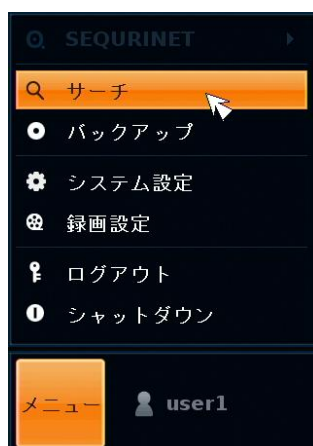 SEQURINET
サーチ
バックアップ
システム設定
録画設定
ログアウト
シャットダウン
メニュー
user1